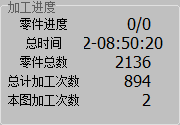 加工进度
零件进度 0/0
总时间 2-08:50:20
零件总数 2136
总计加工次数 894
本图加工次数 2